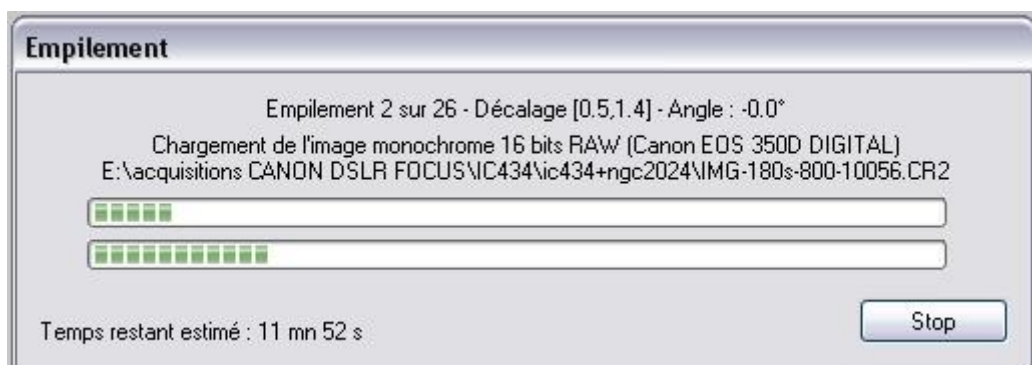 Empilement
Empilement 2 sur 26 - Décalage [0.5,1.4] - Angle : -0.0°
Chargement de l'image monochrome 16 bits RAW (Canon EOS 350D DIGITAL)
E:\acquisitions CANON DSLR FOCUS\IC434\ic434+ngc2024\IMG-180s-800-10056.CR2
Temps restant estimé : 11 mn 52 s
Stop